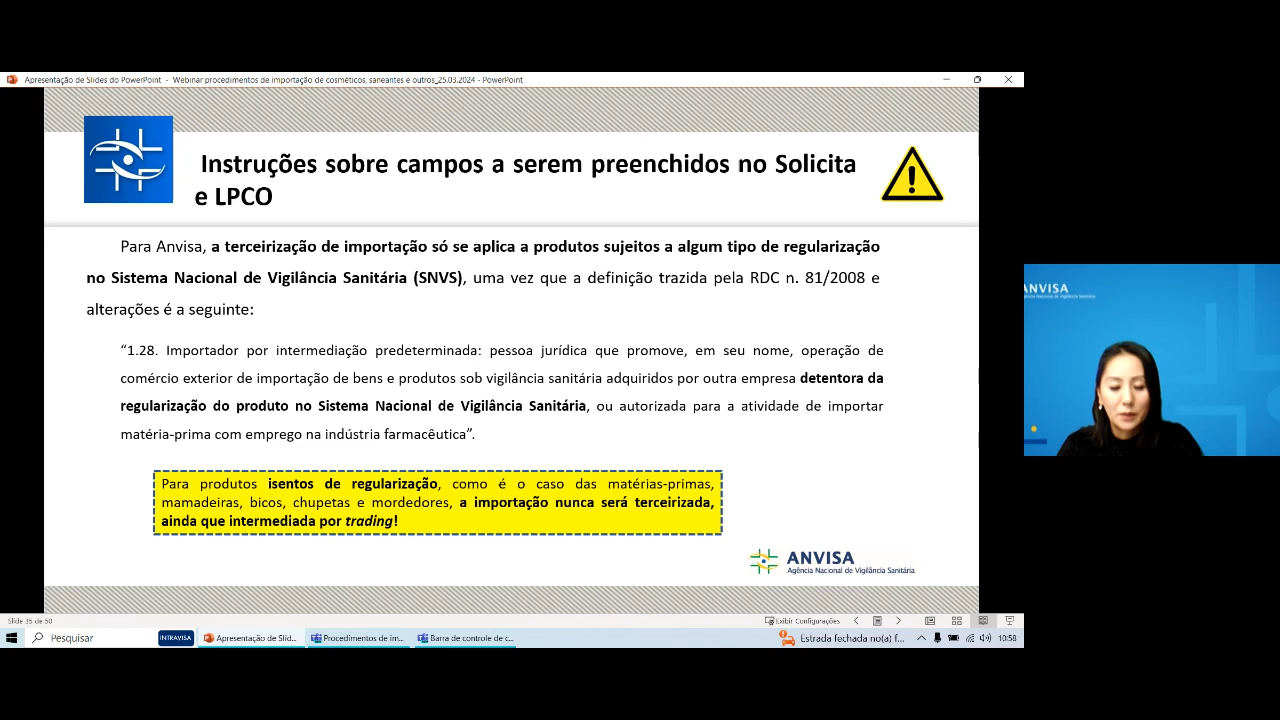 Apresentação de Slides do PowerPoint - Webinar procedimentos de importação de cosméticos, saneantes e outros_25.03.2024 - PowerPoint
Instruções sobre campos a serem preenchidos no Solicita
e LPCO
Para Anvisa, a terceirização de importação só se aplica a produtos sujeitos a algum tipo de regularização
no Sistema Nacional de Vigilância Sanitária (SNVS), uma vez que a definição trazida pela RDC n. 81/2008 e
alterações é a seguinte:
“1.28. Importador por intermediação predeterminada: pessoa jurídica que promove, em seu nome, operação de
comércio exterior de importação de bens e produtos sob vigilância sanitária adquiridos por outra empresa detentora da
regularização do produto no Sistema Nacional de Vigilância Sanitária, ou autorizada para a atividade de importar
matéria-prima com emprego na indústria farmacêutica”.
Para produtos isentos de regularização, como é o caso das matérias-primas,
mamadeiras, bicos, chupetas e mordedores, a importação nunca será terceirizada,
ainda que intermediada por trading!
ANVISA
Agência Nacional de Vigilância Sanitária
ANVISA
Agência Nacional de Vigilância Sanitária
Slide 35 de 50
Exibir Configurações
Pesquisar
INTRAVISA
Apresentação de Slid...
Procedimentos de im...
Barra de controle de c...
Estrada fechada no(a) f...
10:58